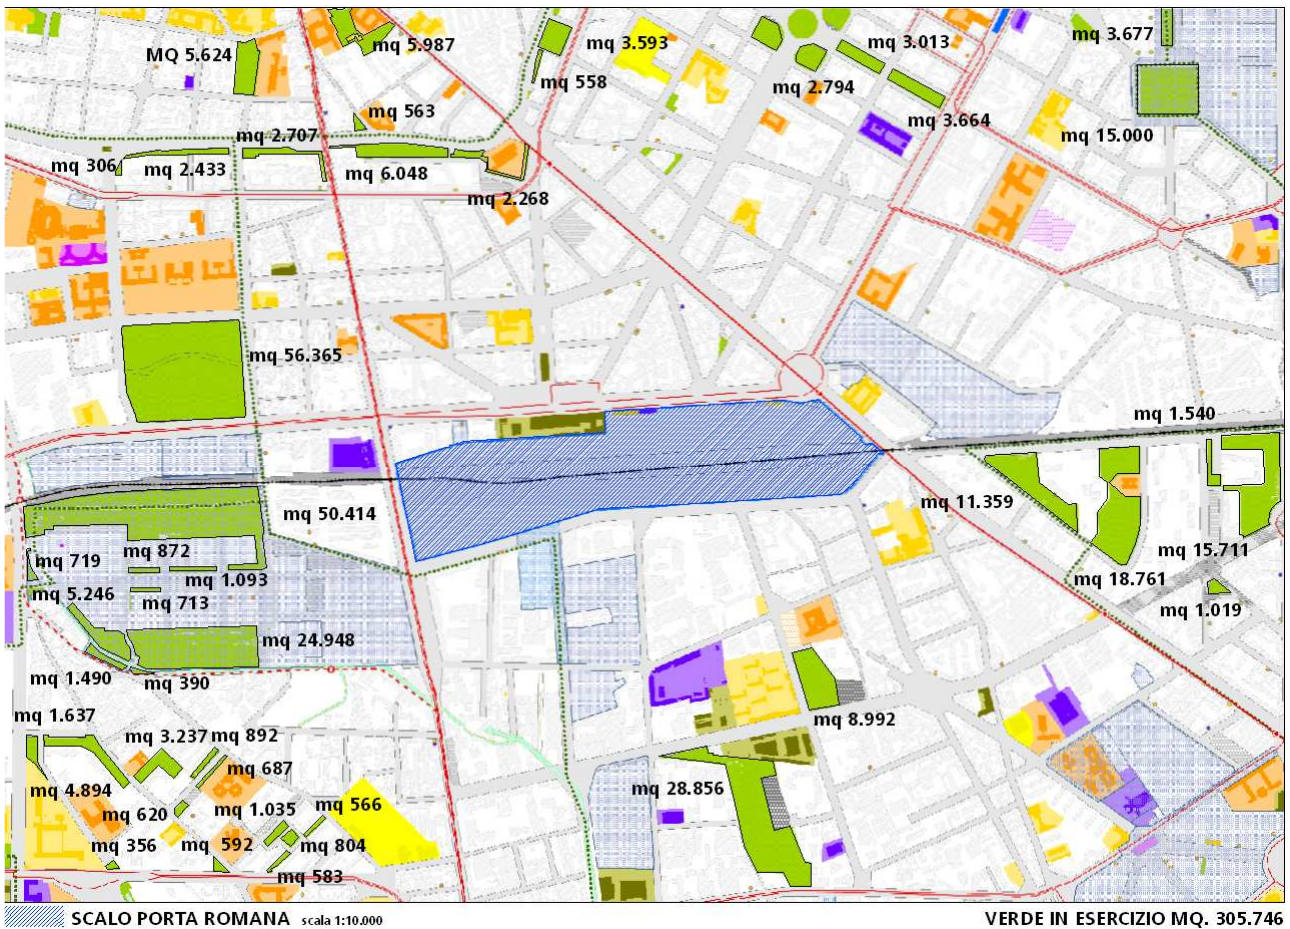 MQ 5.624
mq 5.987
mq 3.593
mq 558
mq 3.013
mq 2.794
mq 3.677
mq 563
mq 3.664
mq 15.000
mq 2.707
mq 306
mq 2.433
mq 6.048
mq 2.268
mq 56.365
mq 1.540
mq 50.414
mq 11.359
mq 872
mq 719
mq 1.093
mq 15.711
mq 5.246
mq 713
mq 18.761
mq 1.019
mq 24.948
mq 1.490
mq 390
mq 1.637
mq 8.992
mq 3.237
mq 892
mq 687
mq 4.894
mq 28.856
mq 620
mq 1.035
mq 566
mq 356
mq 592
mq 804
mq 583
SCALO PORTA ROMANA scala 1:10.000
VERDE IN ESERCIZIO MQ. 305.746